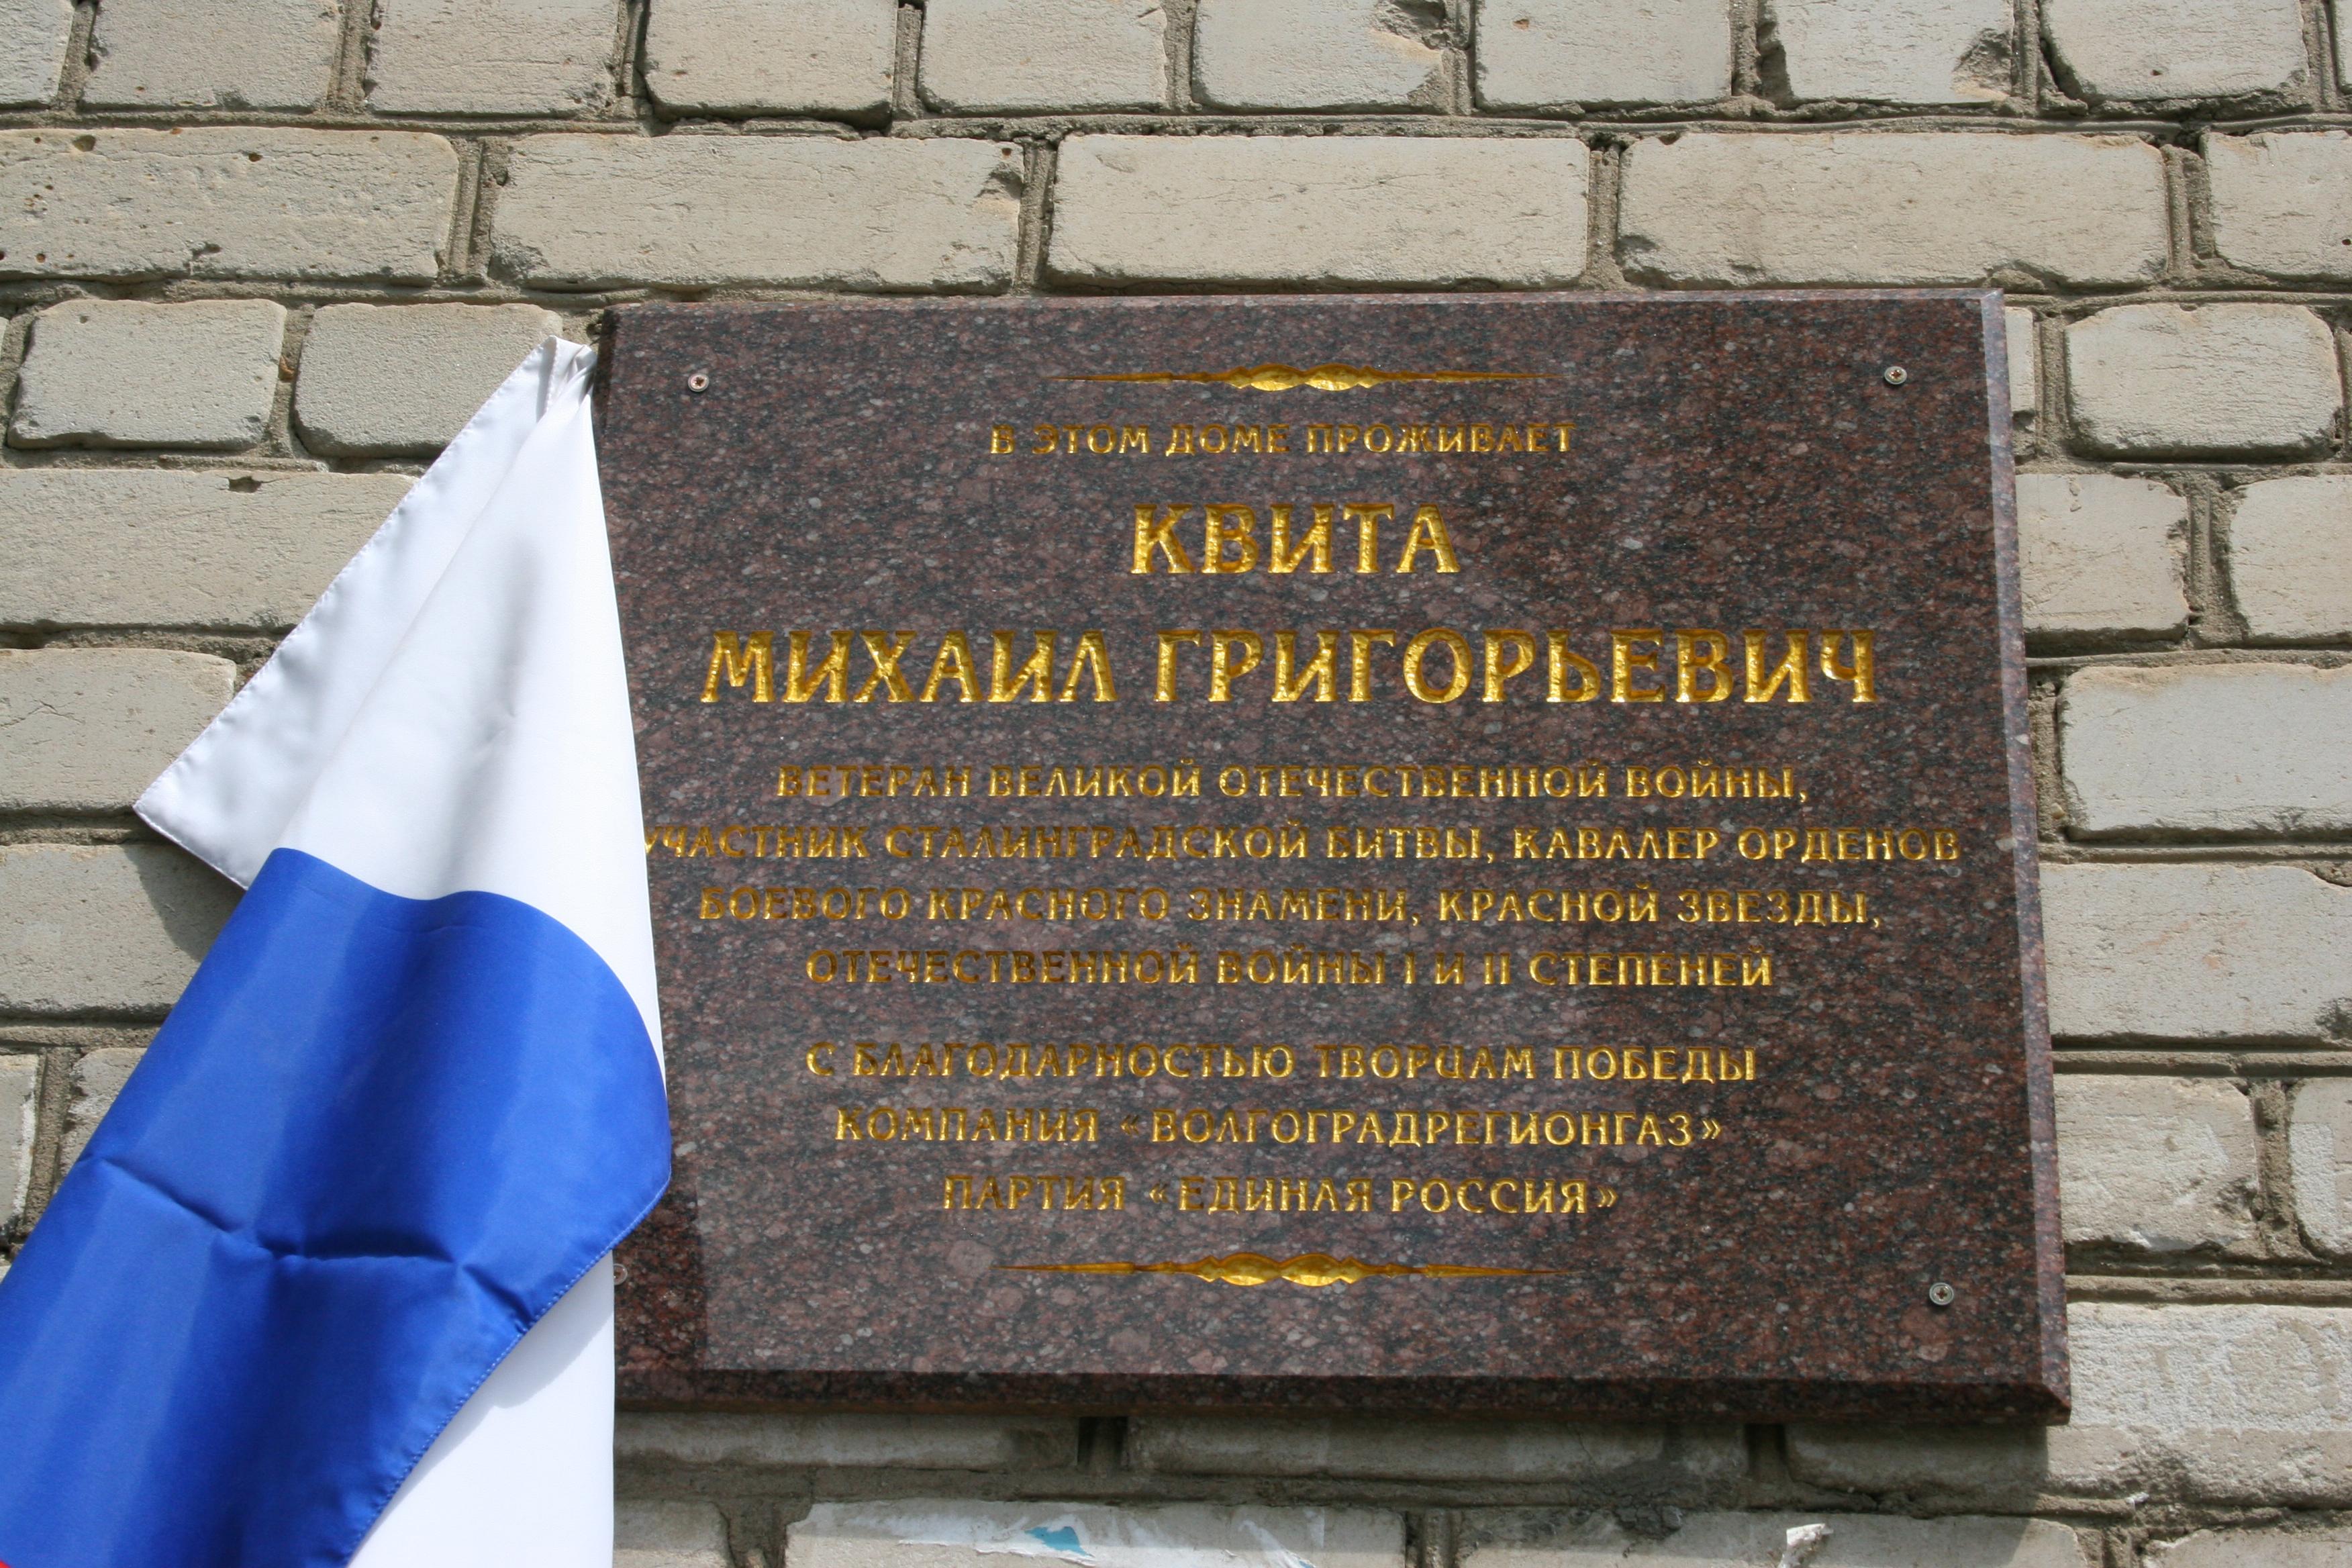 В ЭТОМ ДОМЕ ПРОЖИВАЕТ
КВИТА
МИХАИЛ ГРИГОРЬЕВИЧ
ВЕТЕРАН ВЕЛИКОЙ ОТЕЧЕСТВЕННОЙ ВОЙНЫ,
УЧАСТНИК СТАЛИНГРАДСКОЙ БИТВЫ, КАВАЛЕР ОРДЕНОВ
БОЕВОГО КРАСНОГО ЗНАМЕНИ, КРАСНОЙ ЗВЕЗДЫ,
ОТЕЧЕСТВЕННОЙ ВОЙНЫ I И II СТЕПЕНЕЙ
С БЛАГОДАРНОСТЬЮ ТВОРЦАМ ПОБЕДЫ
КОМПАНИЯ «ВОЛГОГРАДРЕГИОНГАЗ»
ПАРТИЯ «ЕДИНАЯ РОССИЯ»